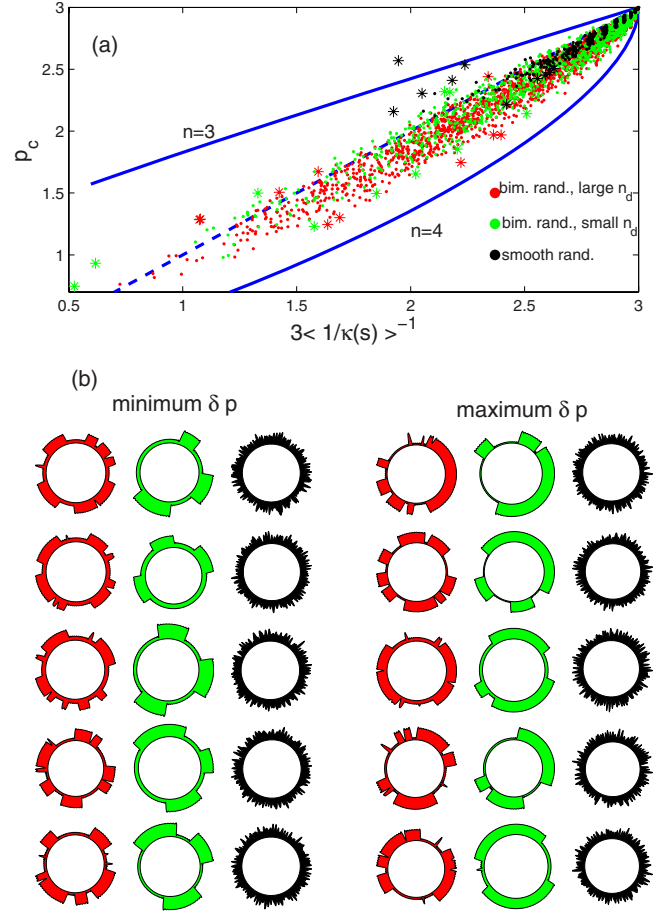 3
(a)
2.5
n=3
p_c
2
bim. rand., large n_d
1.5
bim. rand., small n_d
n=4
smooth rand.
1
0.5 1 1.5 2 2.5 3
3< 1/κ(s) >^-1
(b)
minimum δ p maximum δ p